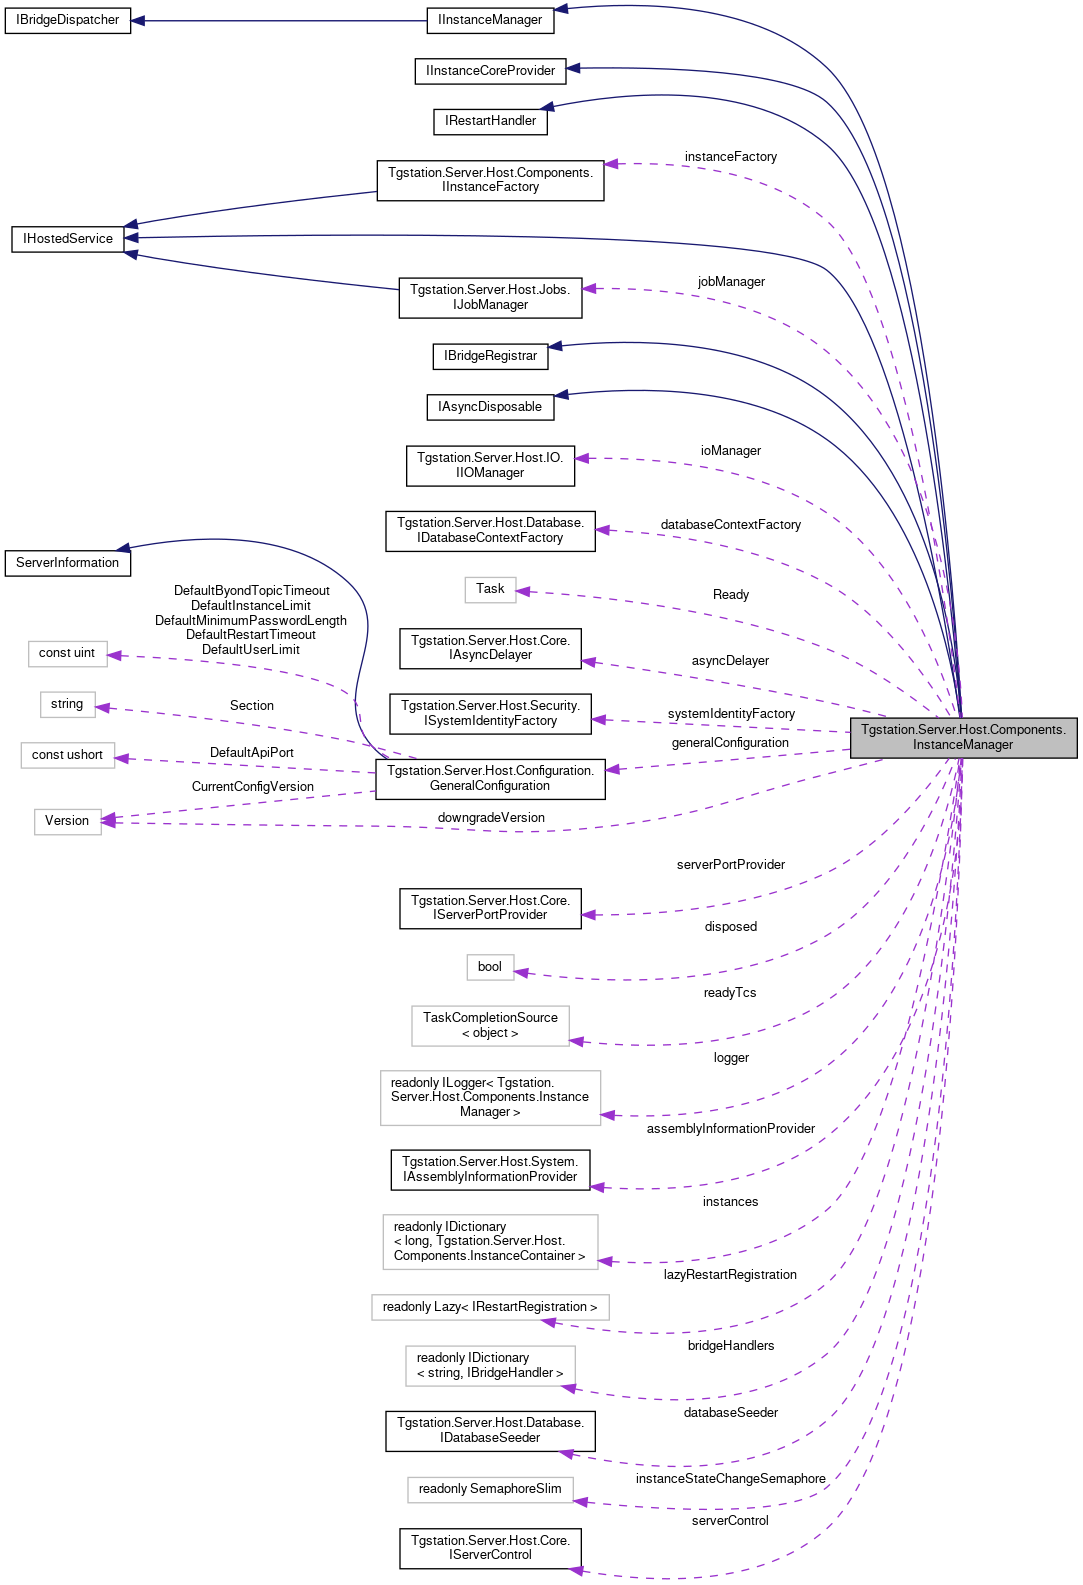 IBridgeDispatcher
IInstanceManager
IInstanceCoreProvider
IRestartHandler
instanceFactory
Tgstation.Server.Host.Components.
IInstanceFactory
IHostedService
jobManager
Tgstation.Server.Host.Jobs.
IJobManager
IBridgeRegistrar
IAsyncDisposable
ioManager
Tgstation.Server.Host.IO.
IIOManager
databaseContextFactory
Tgstation.Server.Host.Database.
IDatabaseContextFactory
ServerInformation
Task
Ready
DefaultByondTopicTimeout
DefaultInstanceLimit
DefaultMinimumPasswordLength
DefaultRestartTimeout
DefaultUserLimit
const uint
Tgstation.Server.Host.Core.
IAsyncDelayer
asyncDelayer
string
Section
Tgstation.Server.Host.Security.
ISystemIdentityFactory
systemIdentityFactory
Tgstation.Server.Host.Components.
InstanceManager
generalConfiguration
const ushort
DefaultApiPort
Tgstation.Server.Host.Configuration.
GeneralConfiguration
CurrentConfigVersion
Version
downgradeVersion
serverPortProvider
Tgstation.Server.Host.Core.
IServerPortProvider
disposed
bool
readyTcs
TaskCompletionSource
< object >
logger
readonly ILogger< Tgstation.
Server.Host.Components.Instance
Manager >
assemblyInformationProvider
Tgstation.Server.Host.System.
IAssemblyInformationProvider
instances
readonly IDictionary
< long, Tgstation.Server.Host.
Components.InstanceContainer >
lazyRestartRegistration
readonly Lazy< IRestartRegistration >
bridgeHandlers
readonly IDictionary
< string, IBridgeHandler >
databaseSeeder
Tgstation.Server.Host.Database.
IDatabaseSeeder
instanceStateChangeSemaphore
readonly SemaphoreSlim
serverControl
Tgstation.Server.Host.Core.
IServerControl